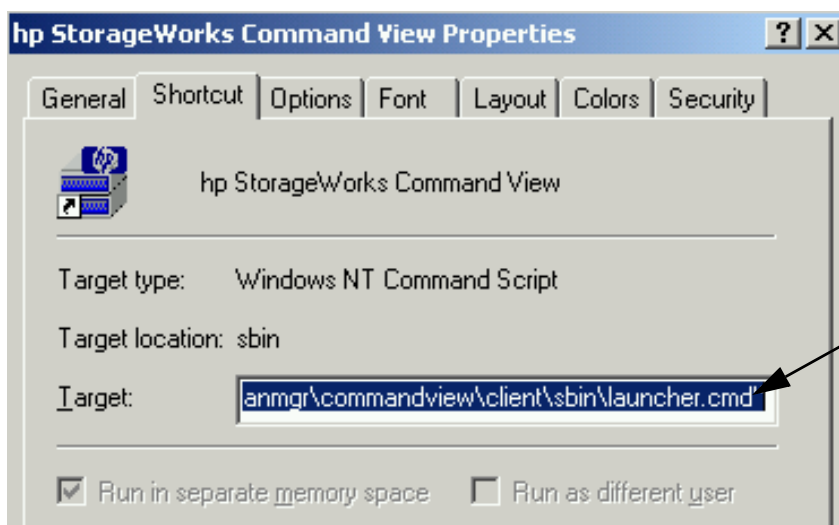 hp StorageWorks Command View Properties
General Shortcut Options Font Layout Colors Security
hp StorageWorks Command View
Target type: Windows NT Command Script
Target location: sbin
Target: anmgr\commandview\client\sbin\launcher.cmd"
Run in separate memory space Run as different user